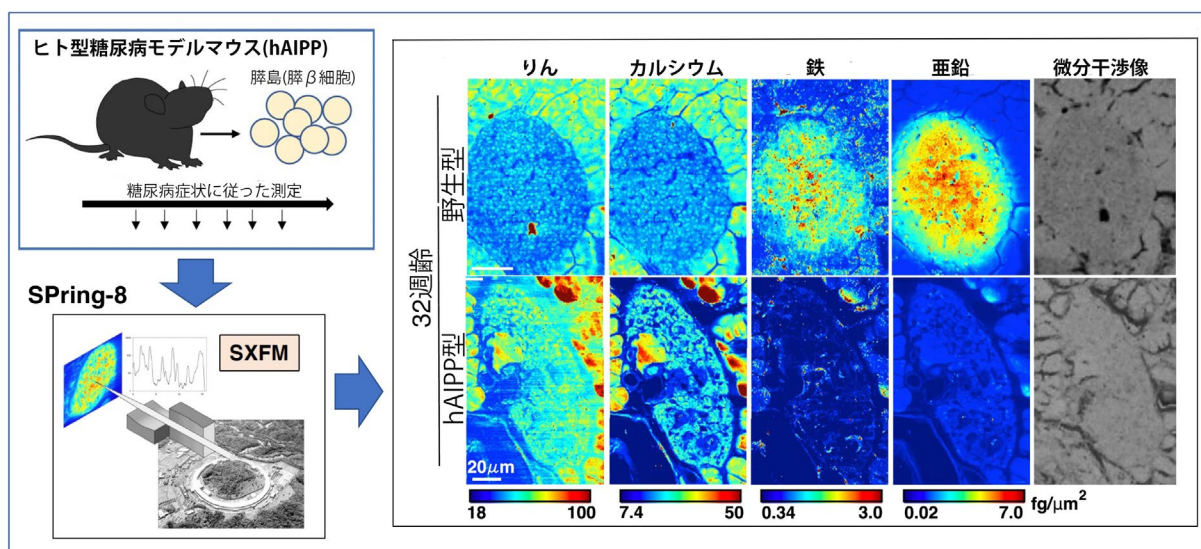 ヒト型糖尿病モデルマウス(hAIPP)
膵島(膵β細胞)
糖尿病症状に従った測定
SPring-8
SXFM
りん
カルシウム
鉄
亜鉛
微分干渉像
32週齢
野生型
hAIPP型
20μm
18 100
7.4 50
0.34 3.0
0.02 7.0
fg/μm²